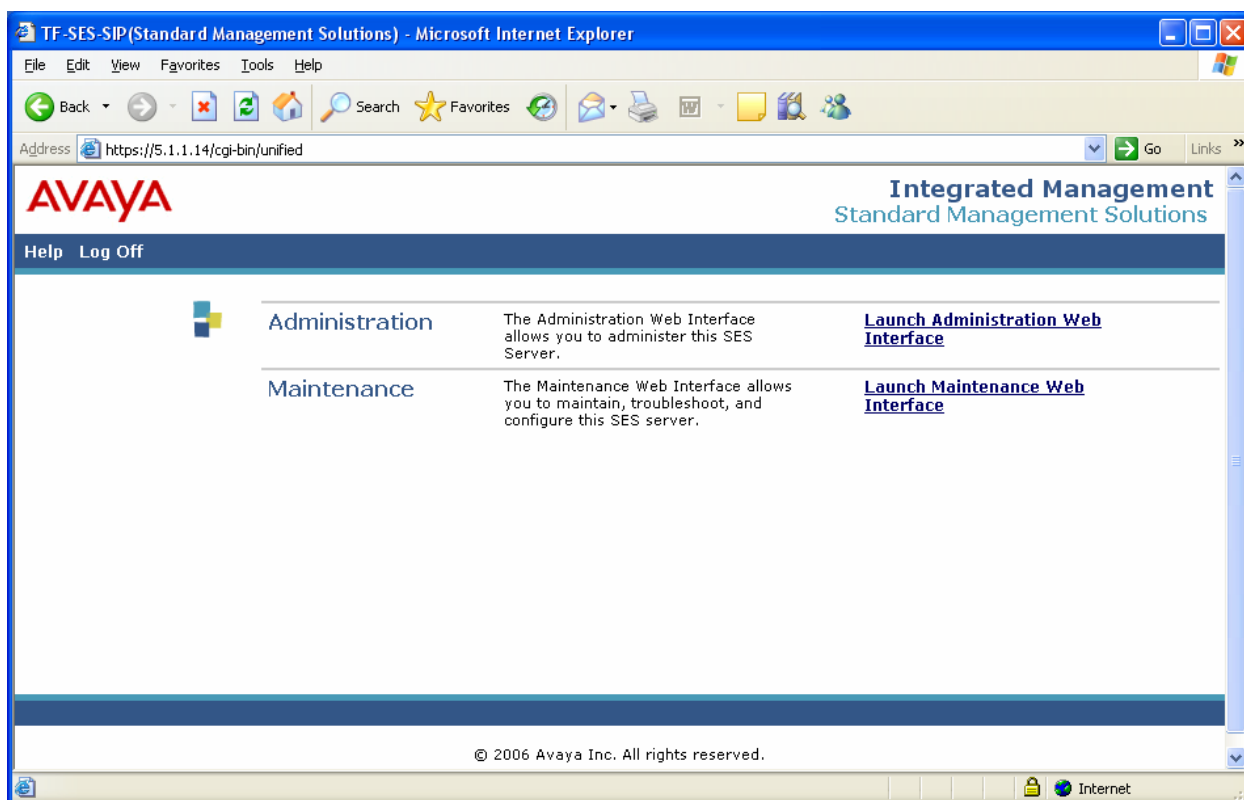 TF-SES-SIP(Standard Management Solutions) - Microsoft Internet Explorer
File Edit View Favorites Tools Help
Back Search Favorites
Address https://5.1.1.14/cgi-bin/unified Go Links »
AVAYA
Integrated Management
Standard Management Solutions
Help Log Off
Administration
The Administration Web Interface
allows you to administer this SES
Server.
Launch Administration Web
Interface
Maintenance
The Maintenance Web Interface allows
you to maintain, troubleshoot, and
configure this SES server.
Launch Maintenance Web
Interface
© 2006 Avaya Inc. All rights reserved.
Internet